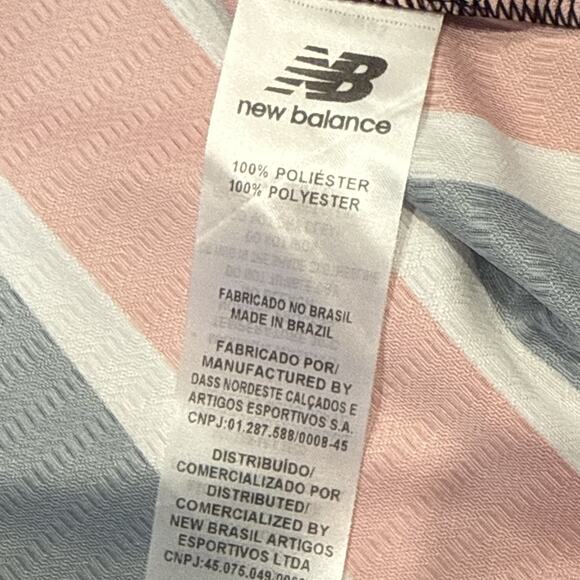 NB
new balance
100% POLIÉSTER
100% POLYESTER
FABRICADO NO BRASIL
MADE IN BRAZIL
FABRICADO POR/
MANUFACTURED BY
DASS NORDESTE CALÇADOS E
ARTIGOS ESPORTIVOS S.A.
CNPJ:01.287.588/0008-45
DISTRIBUÍDO/
COMERCIALIZADO POR
DISTRIBUTED/
COMERCIALIZED BY
NEW BRASIL ARTIGOS
ESPORTIVOS LTDA